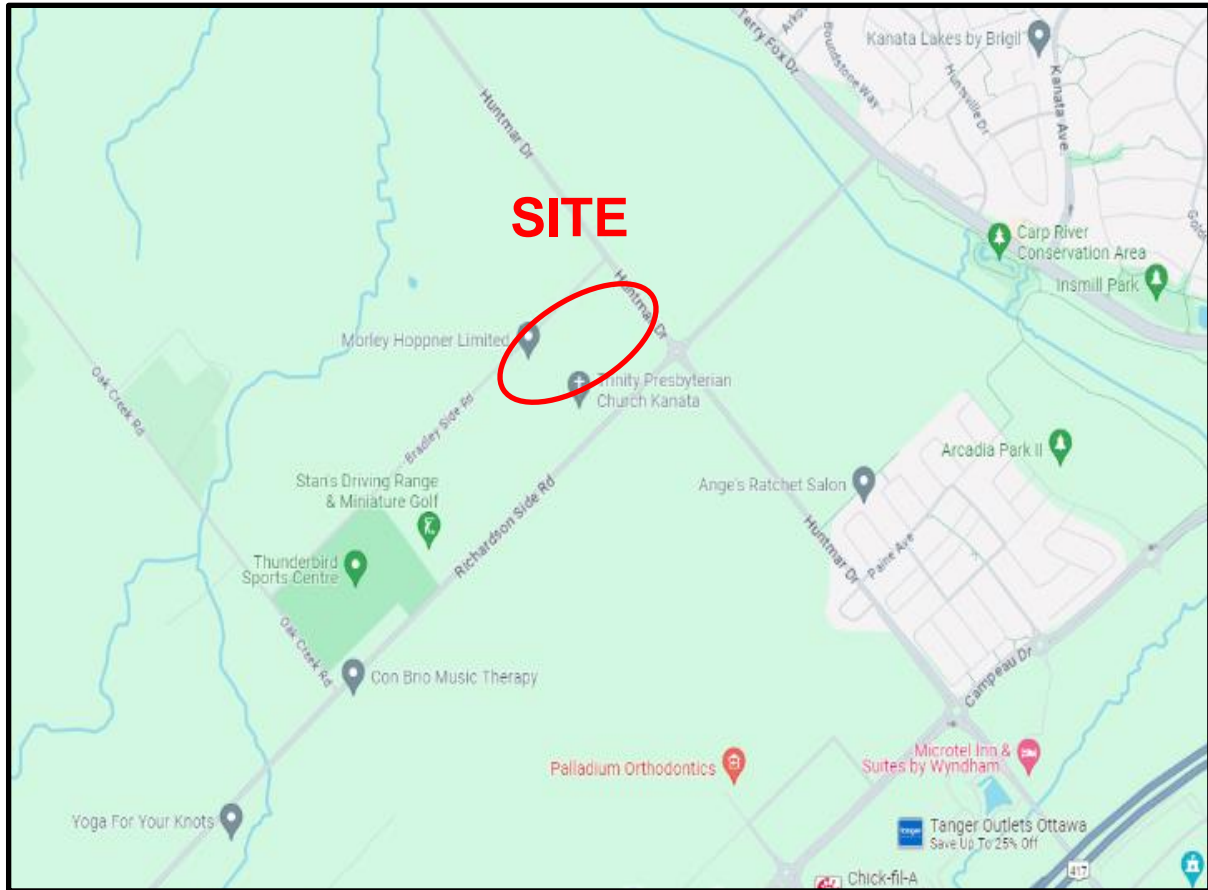 Terry Fox Dr
Boundstone Way
Huntsville Dr
Kanata Lakes by Brigil
Kanata Ave
Huntmar Dr
SITE
Carp River
Conservation Area
Insmill Park
Huntmar Dr
Morley Hoppner Limited
Trinity Presbyterian
Church Kanata
Oak Creek Rd
Bradley Side Rd
Stan's Driving Range
& Miniature Golf
Richardson Side Rd
Ange's Ratchet Salon
Arcadia Park II
Huntmar Dr
Paine Ave
Thunderbird
Sports Centre
Oak Creek Rd
Con Brio Music Therapy
Campeau Dr
Palladium Orthodontics
Microtel Inn &
Suites by Wyndham
Yoga For Your Knots
Tanger
Tanger Outlets Ottawa
Save Up To 25% Off
417
Chick-fil-A